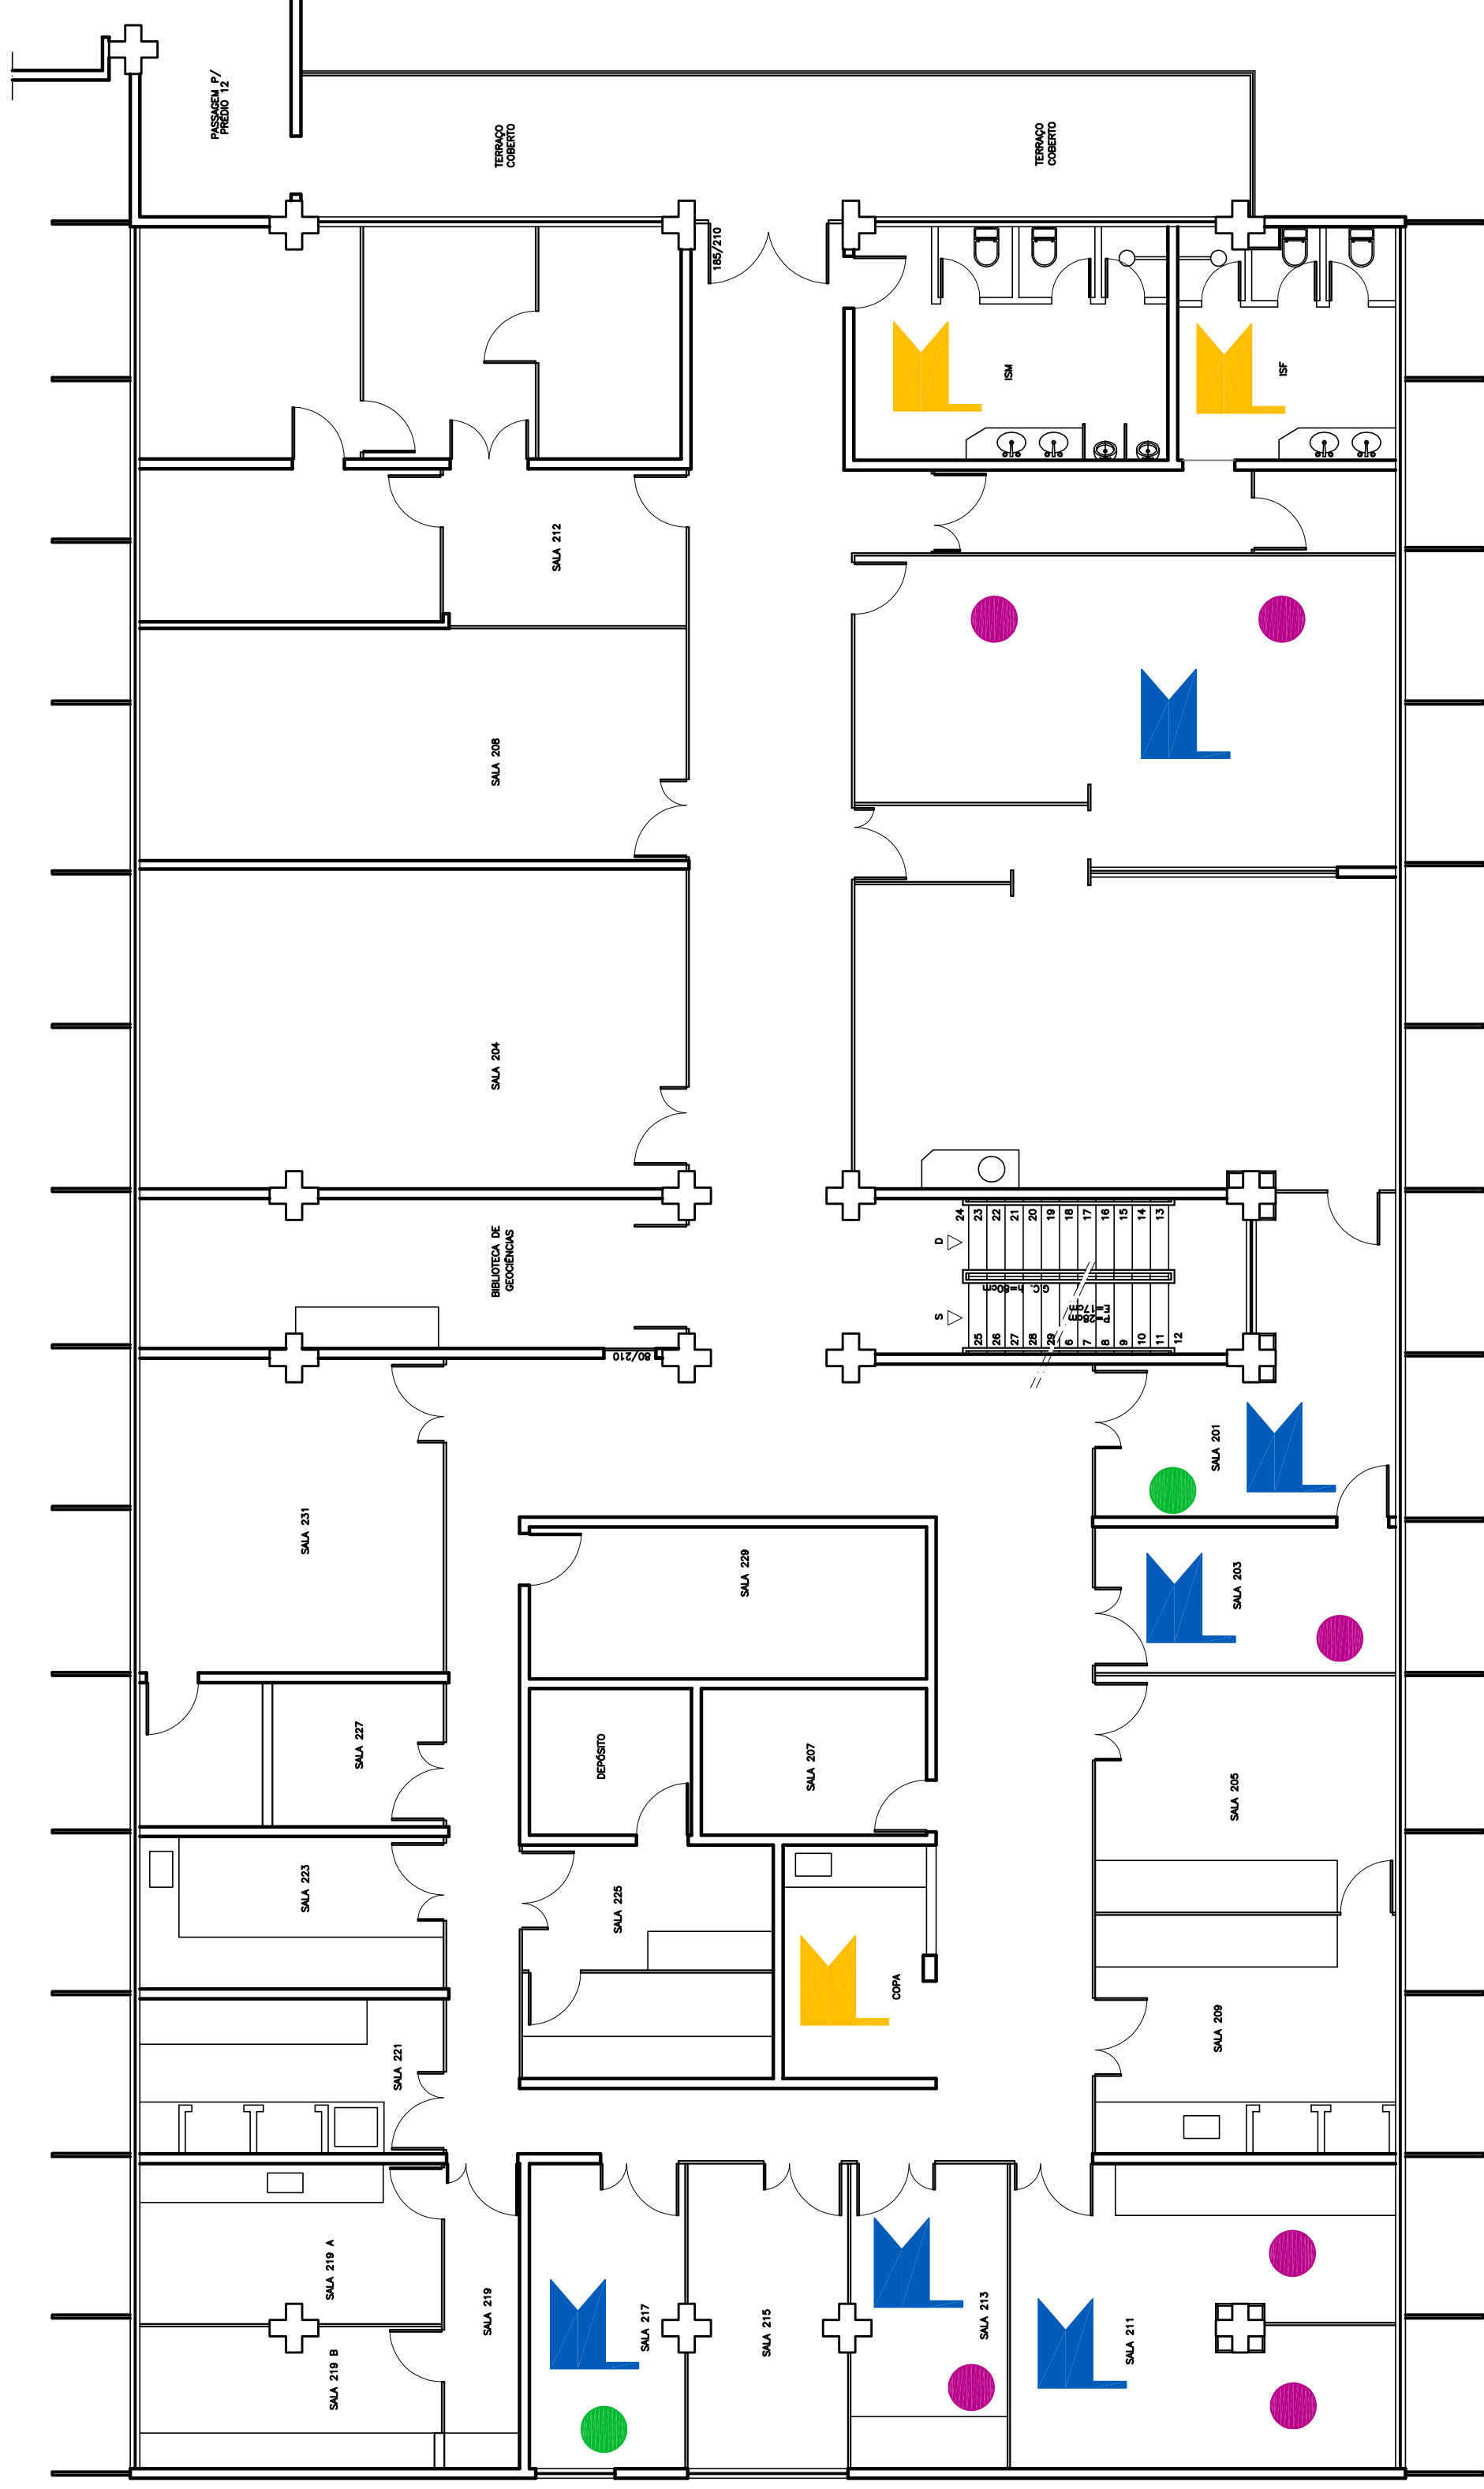 PASSAGEM P/
PRÉDIO 12
TERRAÇO
COBERTO
TERRAÇO
COBERTO
185/210
ISM
ISF
SALA 212
SALA 208
SALA 204
BIBLIOTECA DE
GEOCIÊNCIAS
80/210
24
23
22
21
20
19
18
17
16
15
14
13
D
S
G.C. h=80cm
P=28cm
E=17cm
25
26
27
28
29
6
7
8
9
10
11
12
SALA 201
SALA 231
SALA 229
SALA 203
SALA 227
DEPÓSITO
SALA 207
SALA 205
SALA 223
SALA 225
COPA
SALA 209
SALA 221
SALA 219 A
SALA 219
SALA 219 B
SALA 217
SALA 215
SALA 213
SALA 211